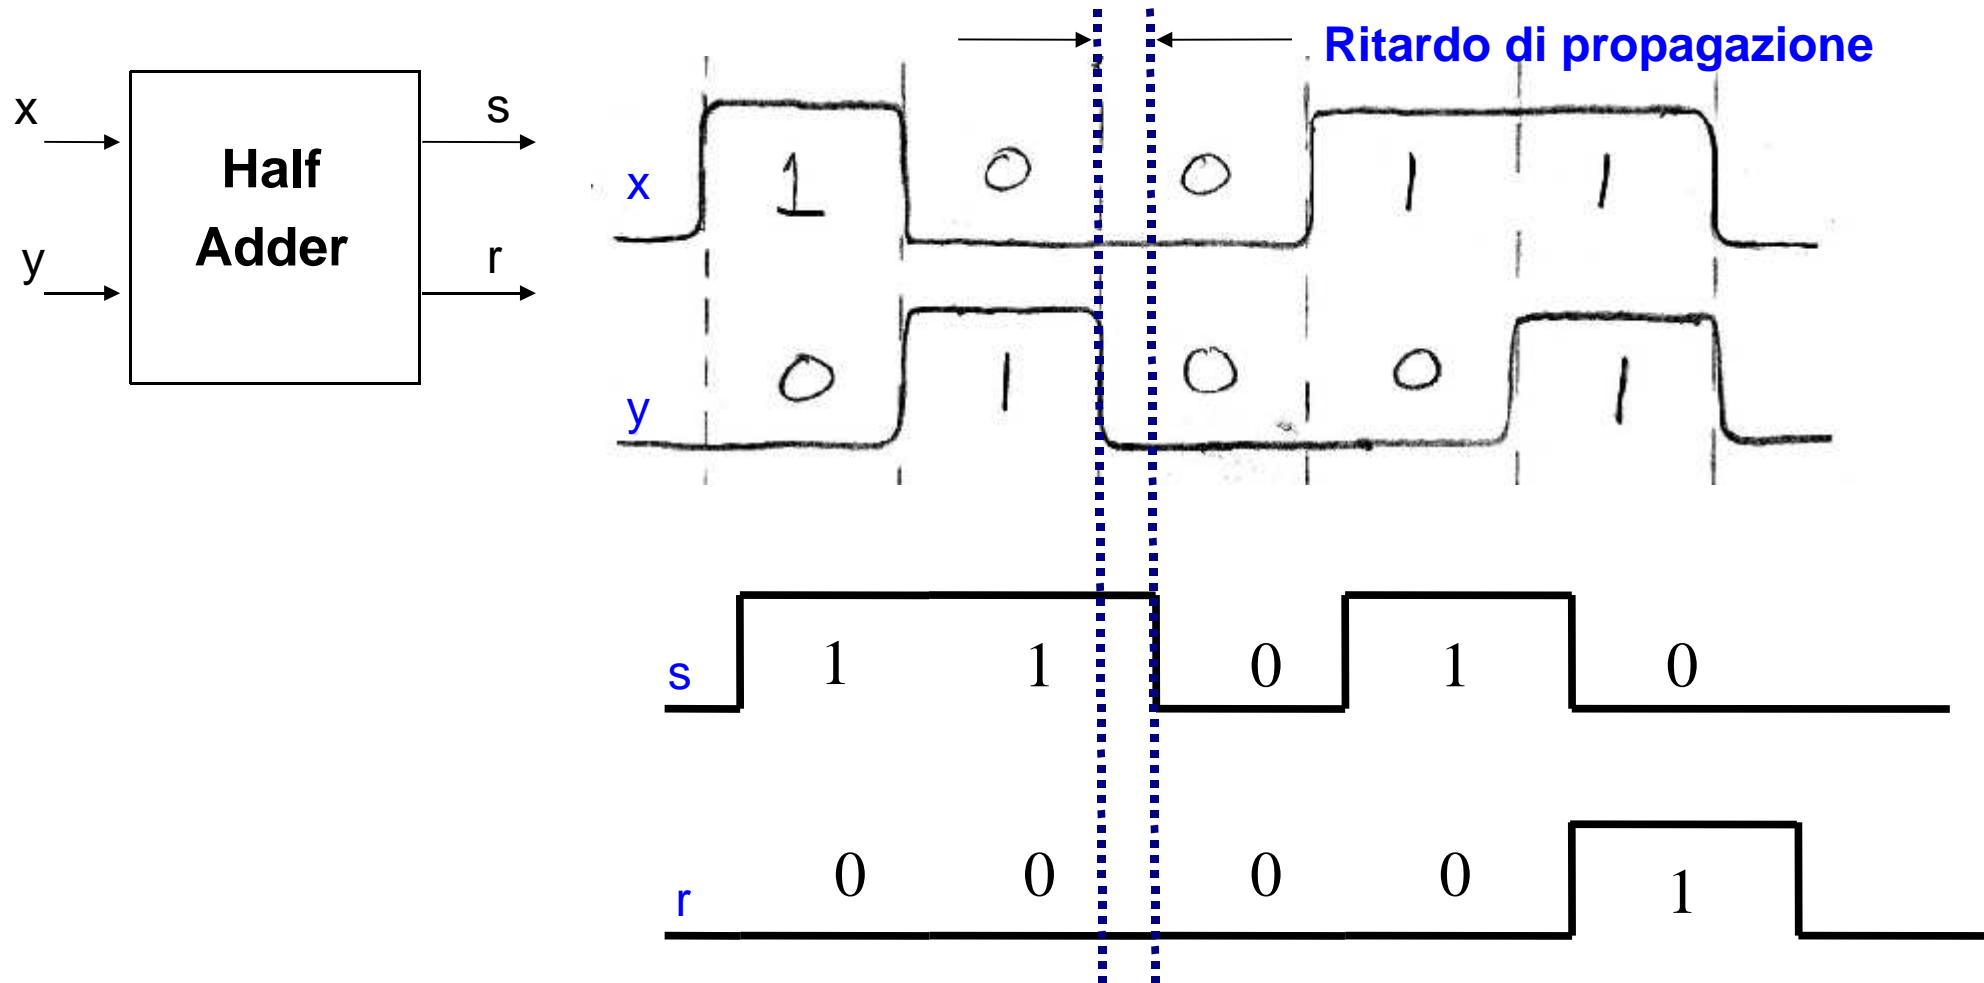 Ritardo di propagazione
x
s
Half
Adder
y
r
x
1 0 0 1 1
y
0 1 0 0 1
s
1 1 0 1 0
r
0 0 0 0 1